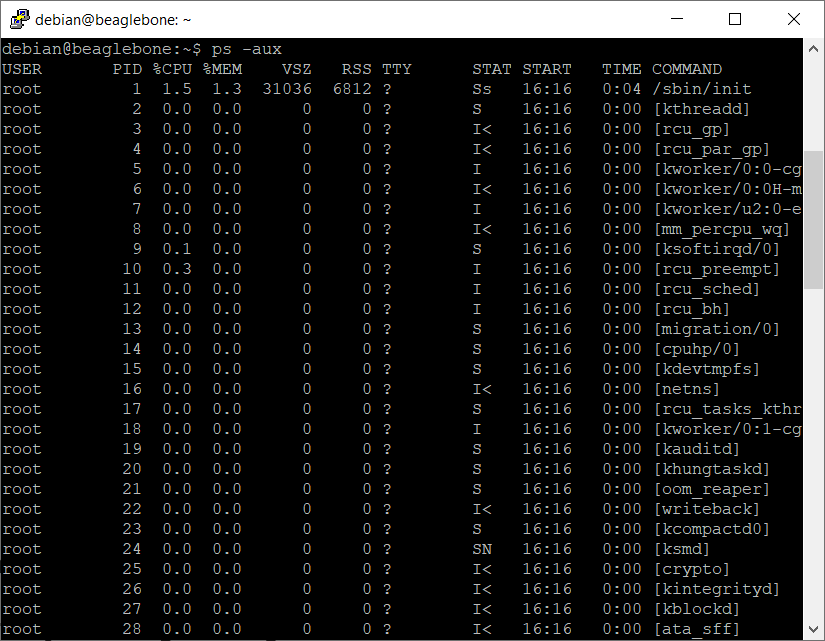 debian@beaglebone: ~
debian@beaglebone:~$ ps -aux
USER       PID %CPU %MEM    VSZ   RSS TTY      STAT START   TIME COMMAND
root         1  1.5  1.3  31036  6812 ?        Ss   16:16   0:04 /sbin/init
root         2  0.0  0.0      0     0 ?        S    16:16   0:00 [kthreadd]
root         3  0.0  0.0      0     0 ?        I<   16:16   0:00 [rcu_gp]
root         4  0.0  0.0      0     0 ?        I<   16:16   0:00 [rcu_par_gp]
root         5  0.0  0.0      0     0 ?        I    16:16   0:00 [kworker/0:0-cg
root         6  0.0  0.0      0     0 ?        I<   16:16   0:00 [kworker/0:0H-m
root         7  0.0  0.0      0     0 ?        I    16:16   0:00 [kworker/u2:0-e
root         8  0.0  0.0      0     0 ?        I<   16:16   0:00 [mm_percpu_wq]
root         9  0.1  0.0      0     0 ?        S    16:16   0:00 [ksoftirqd/0]
root        10  0.3  0.0      0     0 ?        I    16:16   0:00 [rcu_preempt]
root        11  0.0  0.0      0     0 ?        I    16:16   0:00 [rcu_sched]
root        12  0.0  0.0      0     0 ?        I    16:16   0:00 [rcu_bh]
root        13  0.0  0.0      0     0 ?        S    16:16   0:00 [migration/0]
root        14  0.0  0.0      0     0 ?        S    16:16   0:00 [cpuhp/0]
root        15  0.0  0.0      0     0 ?        S    16:16   0:00 [kdevtmpfs]
root        16  0.0  0.0      0     0 ?        I<   16:16   0:00 [netns]
root        17  0.0  0.0      0     0 ?        S    16:16   0:00 [rcu_tasks_kthr
root        18  0.0  0.0      0     0 ?        I    16:16   0:00 [kworker/0:1-cg
root        19  0.0  0.0      0     0 ?        S    16:16   0:00 [kauditd]
root        20  0.0  0.0      0     0 ?        S    16:16   0:00 [khungtaskd]
root        21  0.0  0.0      0     0 ?        S    16:16   0:00 [oom_reaper]
root        22  0.0  0.0      0     0 ?        I<   16:16   0:00 [writeback]
root        23  0.0  0.0      0     0 ?        S    16:16   0:00 [kcompactd0]
root        24  0.0  0.0      0     0 ?        SN   16:16   0:00 [ksmd]
root        25  0.0  0.0      0     0 ?        I<   16:16   0:00 [crypto]
root        26  0.0  0.0      0     0 ?        I<   16:16   0:00 [kintegrityd]
root        27  0.0  0.0      0     0 ?        I<   16:16   0:00 [kblockd]
root        28  0.0  0.0      0     0 ?        I<   16:16   0:00 [ata_sff]